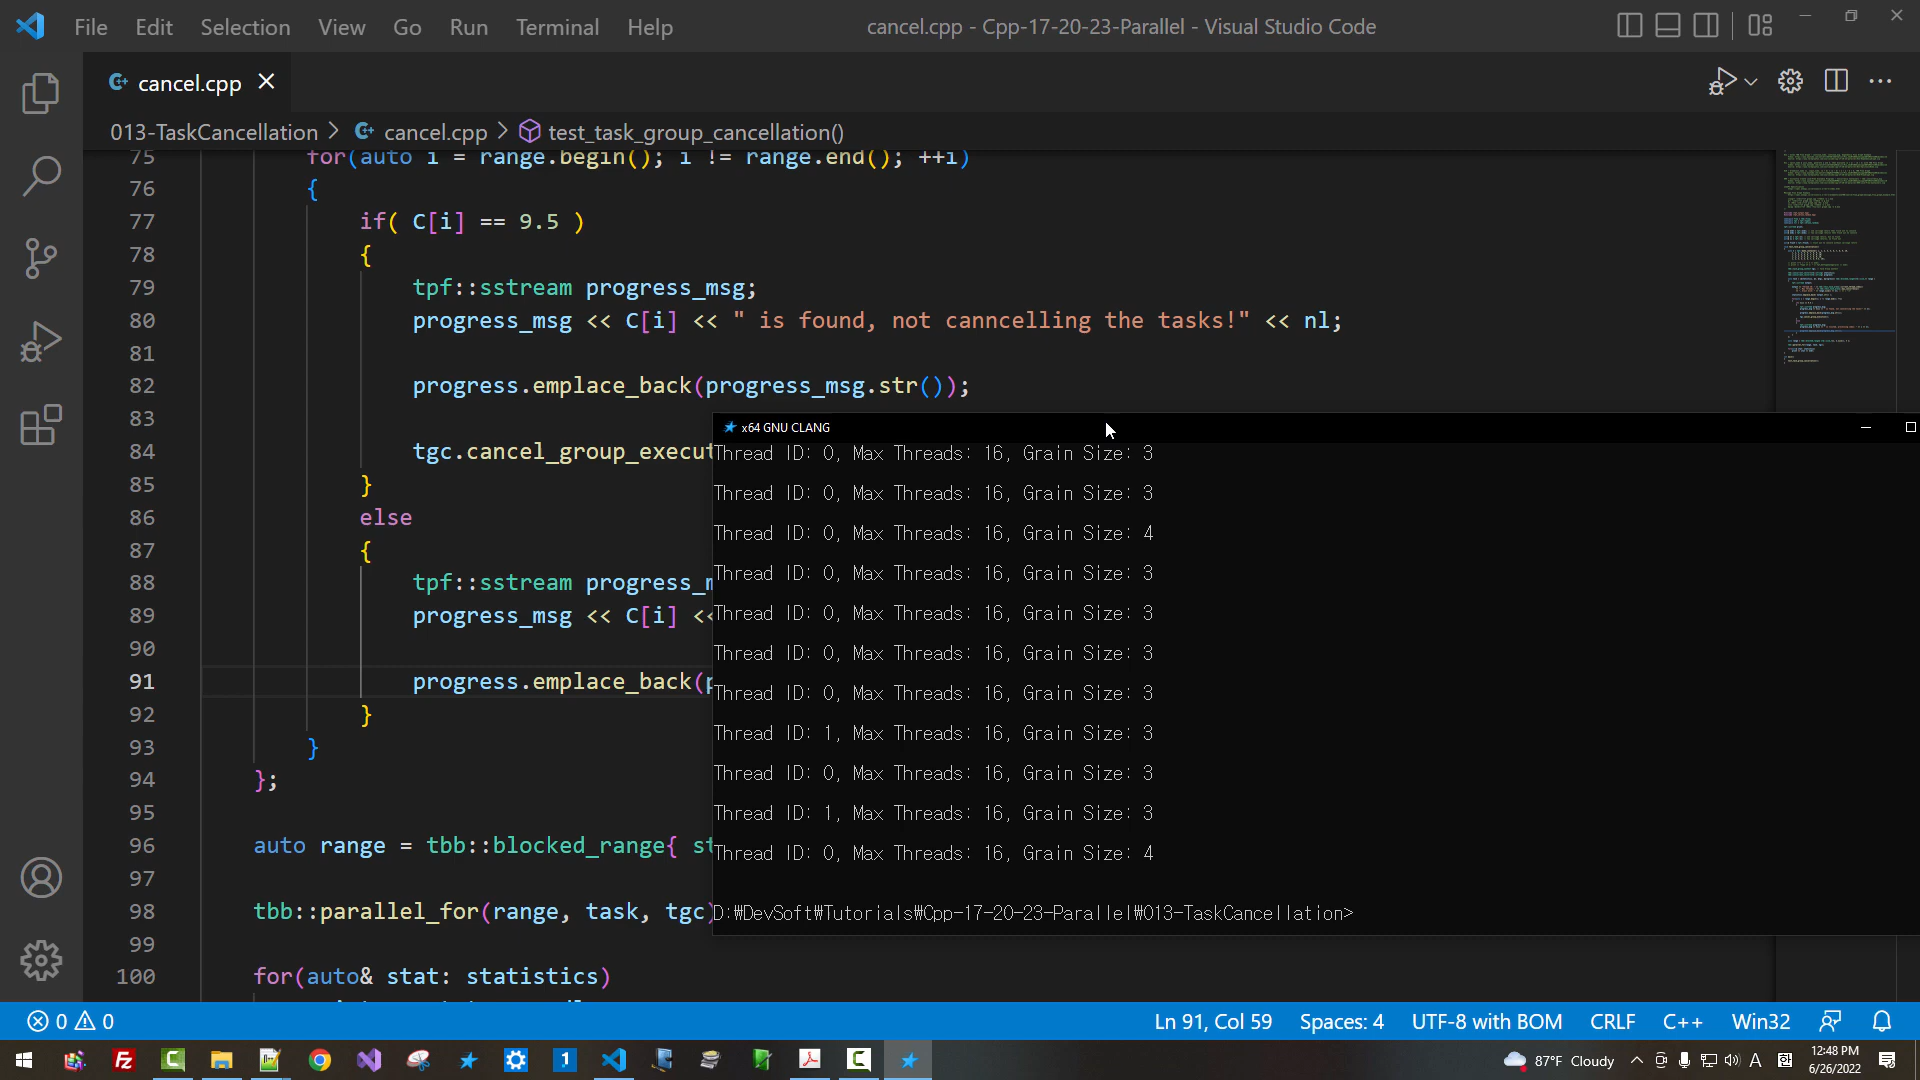 File Edit Selection View Go Run Terminal Help
cancel.cpp - Cpp-17-20-23-Parallel - Visual Studio Code
cancel.cpp
013-TaskCancellation > cancel.cpp > test_task_group_cancellation()
75 for(auto i = range.begin(); i != range.end(); ++i)
76 {
77 if( C[i] == 9.5 )
78 {
79 tpf::sstream progress_msg;
80 progress_msg << C[i] << " is found, not canncelling the tasks!" << nl;
81
82 progress.emplace_back(progress_msg.str());
83
84 tgc.cancel_group_execut
85 }
86 else
87 {
88 tpf::sstream progress_m
89 progress_msg << C[i] <<
90
91 progress.emplace_back(p
92 }
93 }
94 };
95
96 auto range = tbb::blocked_range{ st
97
98 tbb::parallel_for(range, task, tgc)
99
100 for(auto& stat: statistics)
x64 GNU CLANG
Thread ID: 0, Max Threads: 16, Grain Size: 3
Thread ID: 0, Max Threads: 16, Grain Size: 3
Thread ID: 0, Max Threads: 16, Grain Size: 4
Thread ID: 0, Max Threads: 16, Grain Size: 3
Thread ID: 0, Max Threads: 16, Grain Size: 3
Thread ID: 0, Max Threads: 16, Grain Size: 3
Thread ID: 0, Max Threads: 16, Grain Size: 3
Thread ID: 1, Max Threads: 16, Grain Size: 3
Thread ID: 0, Max Threads: 16, Grain Size: 3
Thread ID: 1, Max Threads: 16, Grain Size: 3
Thread ID: 0, Max Threads: 16, Grain Size: 4
D:₩DevSoft₩Tutorials₩Cpp-17-20-23-Parallel₩013-TaskCancellation>
0 0
Ln 91, Col 59 Spaces: 4 UTF-8 with BOM CRLF C++ Win32
87°F Cloudy
A
12:48 PM
6/26/2022